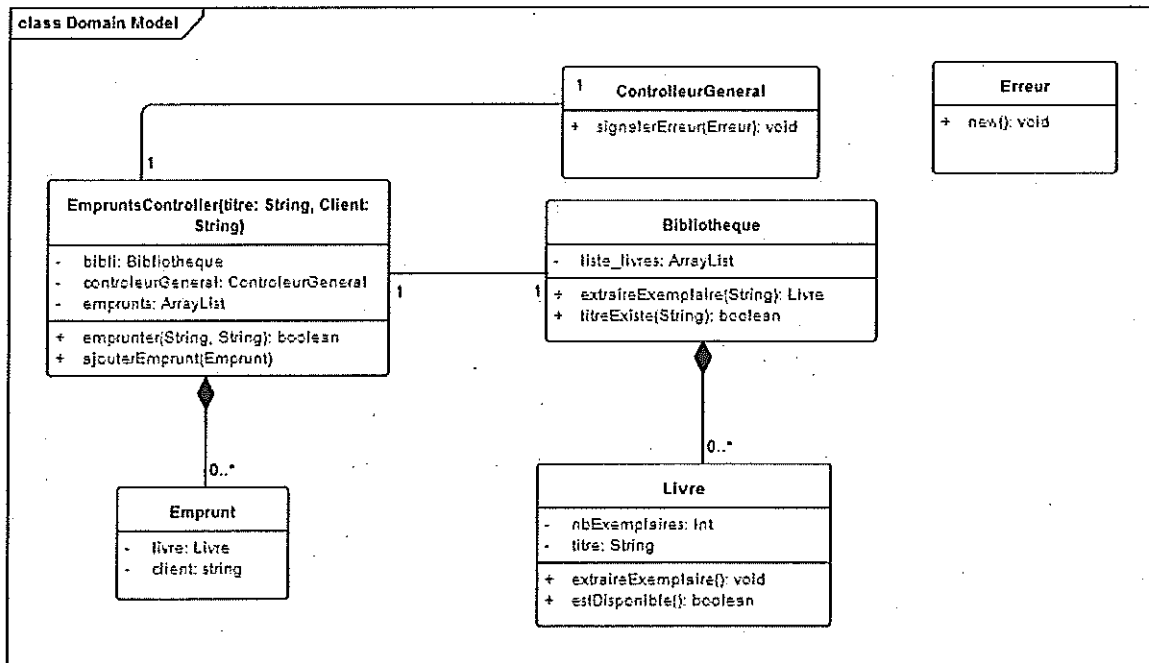 class Domain Model
1
ControlleurGeneral
+ signalerErreur(Erreur): void
Erreur
+ new(): void
1
EmpruntsController(titre: String, Client:
String)
- bibli: Bibliotheque
- controleurGeneral: ControleurGeneral
- emprunts: ArrayList
+ emprunter(String, String): boolean
+ ajouterEmprunt(Emprunt)
1
1
Bibliotheque
- liste_livres: ArrayList
+ extraireExemplaire(String): Livre
+ titreExiste(String): boolean
0..*
Emprunt
- livre: Livre
- client: string
0..*
Livre
- nbExemplaires: Int
- titre: String
+ extraireExemplaire(): void
+ estDisponible(): boolean